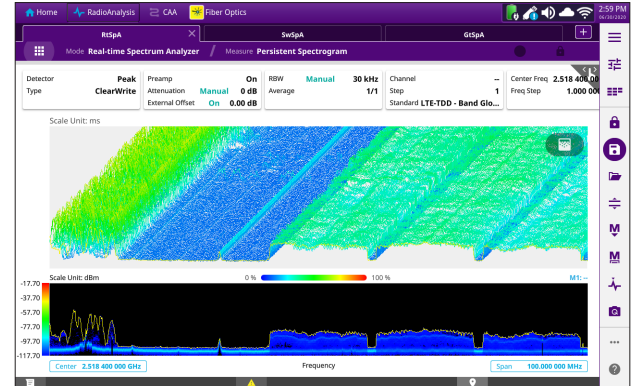 Home RadioAnalysis CAA Fiber Optics 2:59 PM
06/30/2020
RtSpA SwSpA GtSpA
Mode Real-time Spectrum Analyzer / Measure Persistent Spectrogram
Detector Peak Preamp On RBW Manual 30 kHz Channel -- Center Freq 2.518 400 00
Type ClearWrite Attenuation Manual 0 dB Average 1/1 Step 1 Freq Step 1.000 000
External Offset On 0.00 dB Standard LTE-TDD - Band Glo...
Scale Unit: ms
Scale Unit: dBm 0 % 100 % M1: --
-17.70
-37.70
-57.70
-77.70
-97.70
-117.70
Center 2.518 400 000 GHz Frequency Span 100.000 000 MHz
M
M